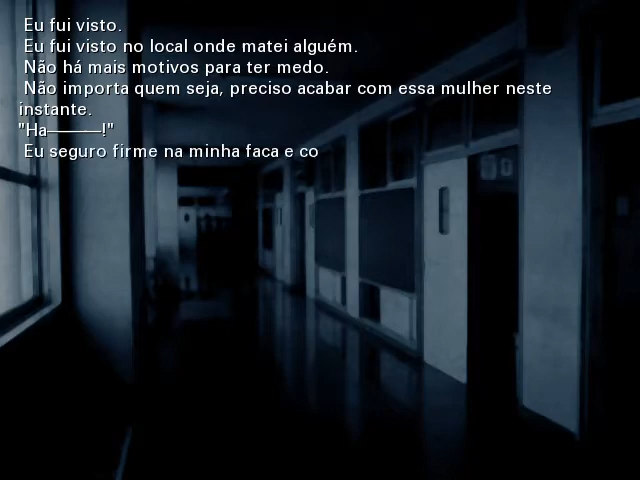 Eu fui visto.
Eu fui visto no local onde matei alguém.
Não há mais motivos para ter medo.
Não importa quem seja, preciso acabar com essa mulher neste
instante.
"Ha―――!"
Eu seguro firme na minha faca e co